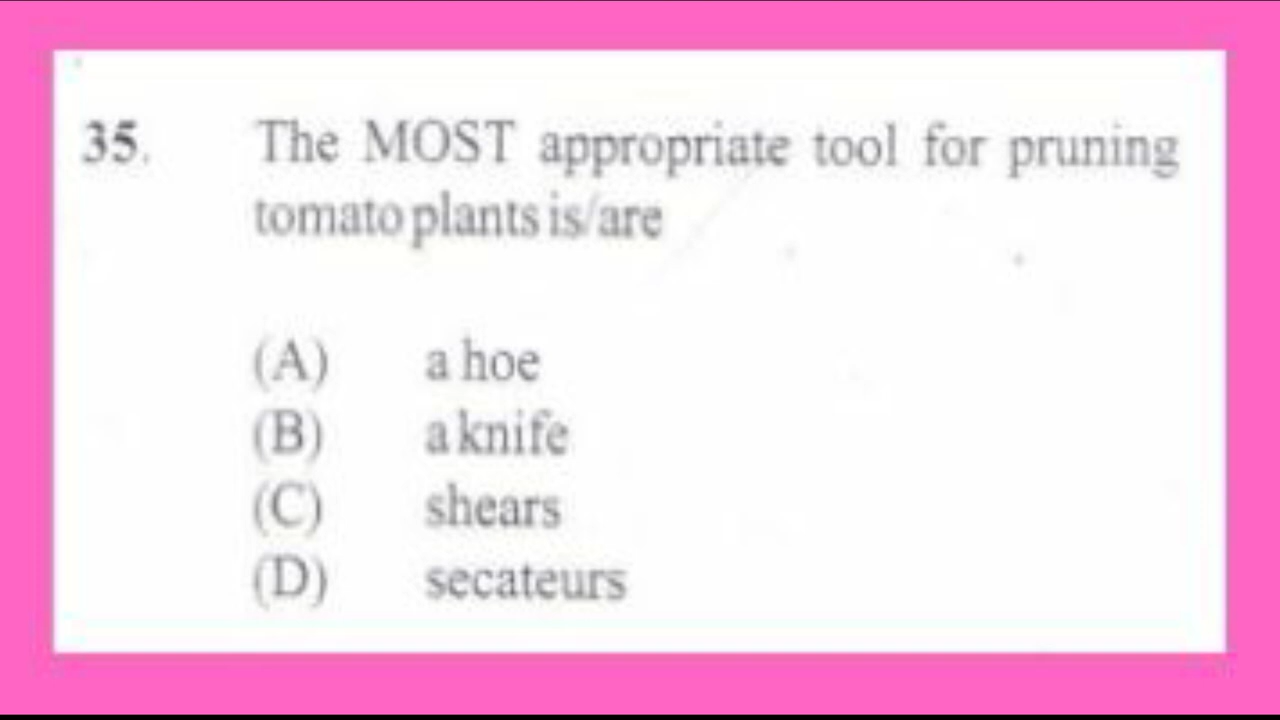 35. The MOST appropriate tool for pruning
tomato plants is/are
(A) a hoe
(B) a knife
(C) shears
(D) secateurs